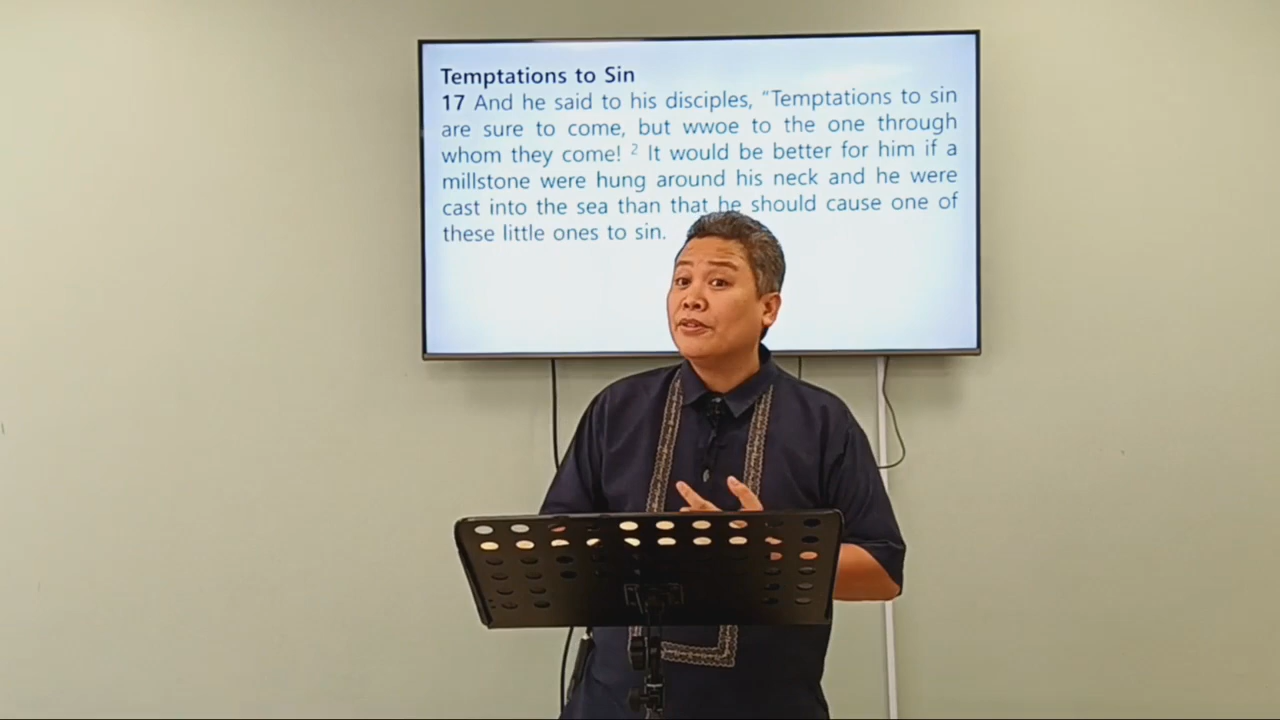 Temptations to Sin
17 And he said to his disciples, “Temptations to sin
are sure to come, but wwoe to the one through
whom they come! ² It would be better for him if a
millstone were hung around his neck and he were
cast into the sea than that he should cause one of
these little ones to sin.